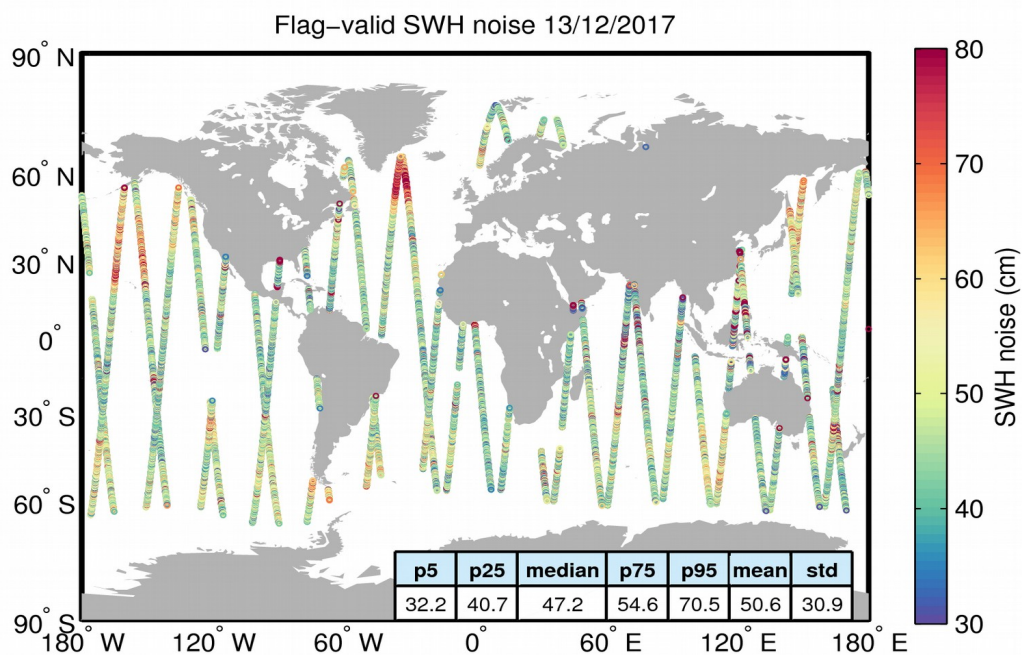 Flag−valid SWH noise 13/12/2017
90° N
60° N
30° N
0°
30° S
60° S
90° S
180° W 120° W 60° W 0° 60° E 120° E 180° E
p5 p25 median p75 p95 mean std
32.2 40.7 47.2 54.6 70.5 50.6 30.9
80
70
60
50
40
30
SWH noise (cm)